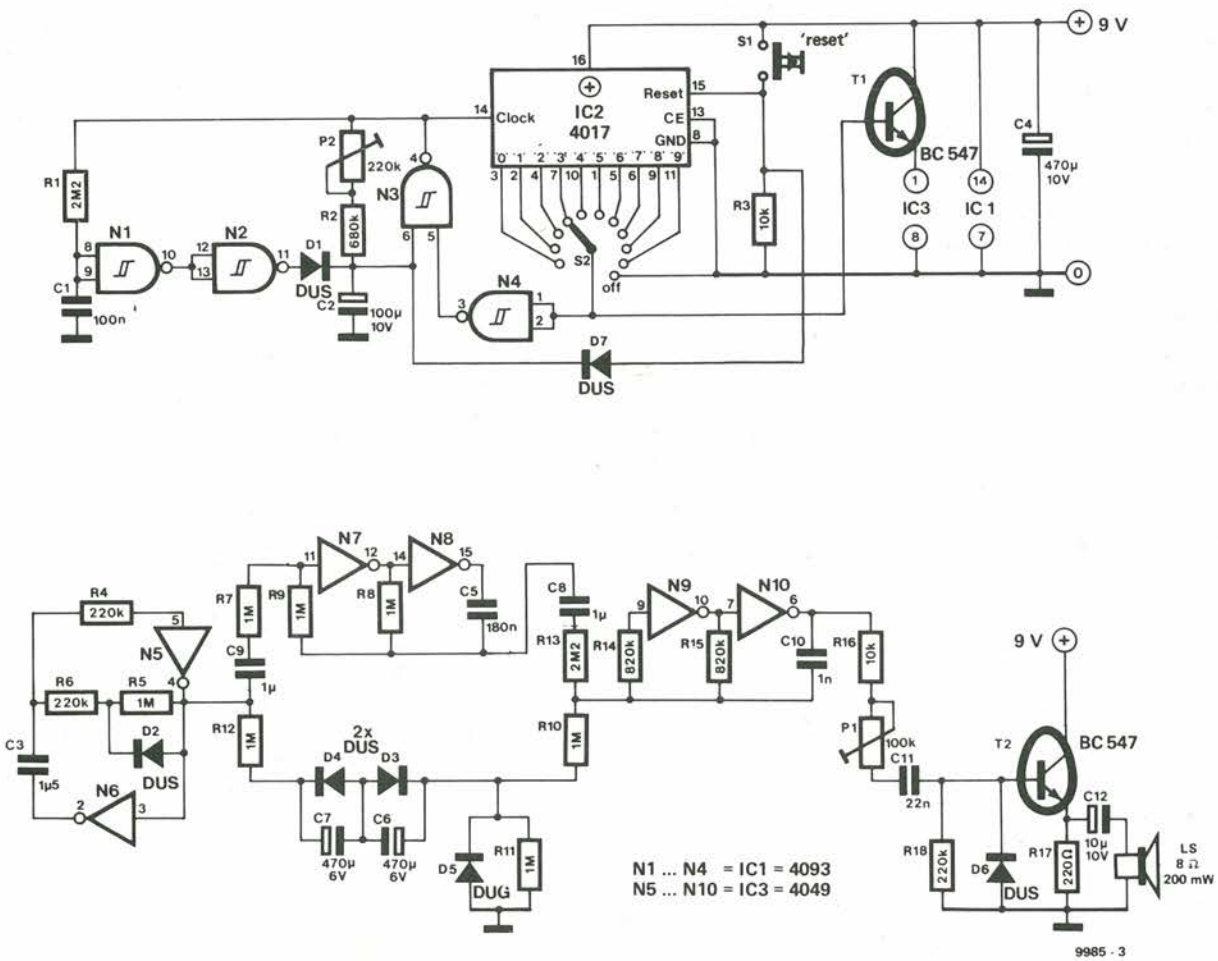 + 9 V
S1 'reset'
16
T1
15
Reset
14 Clock
IC2
4017
CE 13
GND 8
BC 547
C4
470µ
10V
P2
220k
4
N3
R1
2M2
R2
680k
6 5
0 1 2 3 4 5 6 7 8 9
3 2 4 7 10 1 5 6 9 11
R3
10k
1 14
IC3 IC 1
8 7
N1
8
9
10
N2
12
13
11
D1
DUS
S2
off
0
C1
100n
C2
100µ
10V
3
N4
1
2
D7
DUS
N7
11 12
N8
14 15
R7
1M
R9
1M
R8
1M
C5
180n
C8
1µ
R13
2M2
N9
9 10
N10
7 6
R14
820k
R15
820k
C10
1n
R16
10k
R4
220k
5
N5
4
C9
1µ
R6
220k
R5
1M
R12
1M
R10
1M
D2
DUS
C3
1µ5
2x
DUS
D4 D3
N6
2 3
C7
470µ
6V
C6
470µ
6V
D5
DUG
R11
1M
P1
100k
C11
22n
9 V +
T2
BC 547
C12
10µ
10V
R18
220k
D6
DUS
R17
220Ω
LS
8 Ω
200 mW
N1 ... N4 = IC1 = 4093
N5 ... N10 = IC3 = 4049
9985 - 3